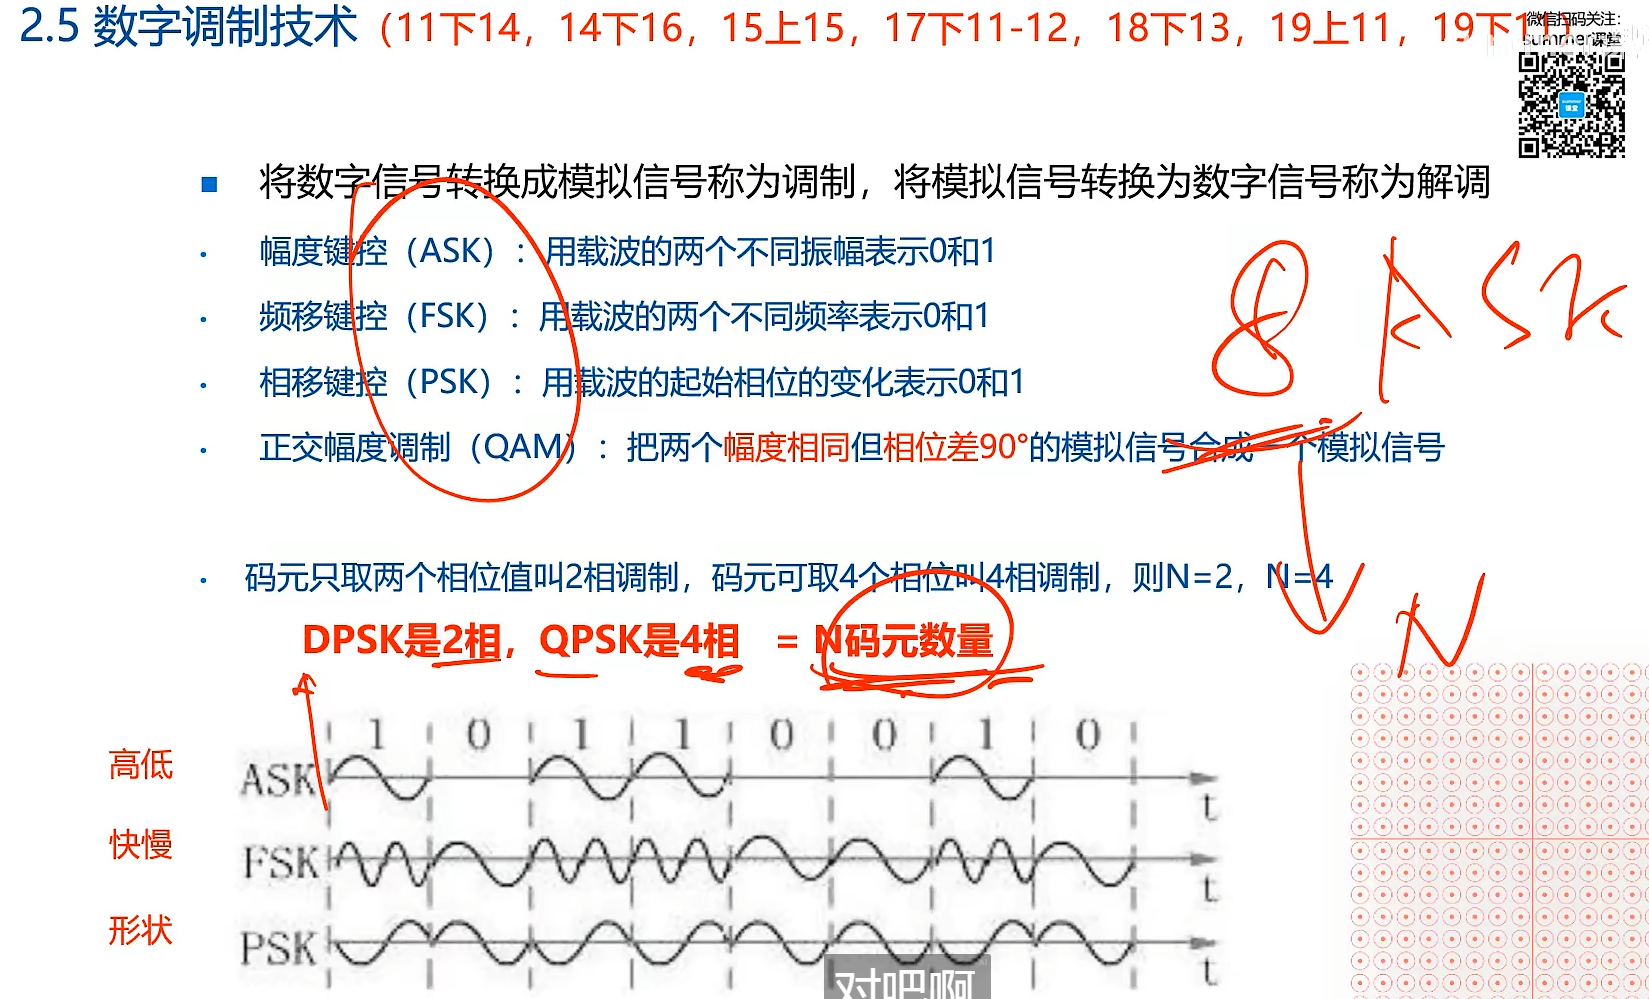 2.5 数字调制技术 (11下14, 14下16, 15上15, 17下11-12, 18下13, 19上11, 19下1
微信扫码关注:
summer课堂
将数字信号转换成模拟信号称为调制，将模拟信号转换为数字信号称为解调
幅度键控（ASK）：用载波的两个不同振幅表示0和1
频移键控（FSK）：用载波的两个不同频率表示0和1
8 ASK
相移键控（PSK）：用载波的起始相位的变化表示0和1
正交幅度调制（QAM）：把两个幅度相同但相位差90°的模拟信号合成一个模拟信号
码元只取两个相位值叫2相调制，码元可取4个相位叫4相调制，则N=2，N=4
N
DPSK是2相，QPSK是4相 = N码元数量
1 0 1 1 0 0 1 0
高低 ASK t
快慢 FSK t
形状 PSK t
对吧啊